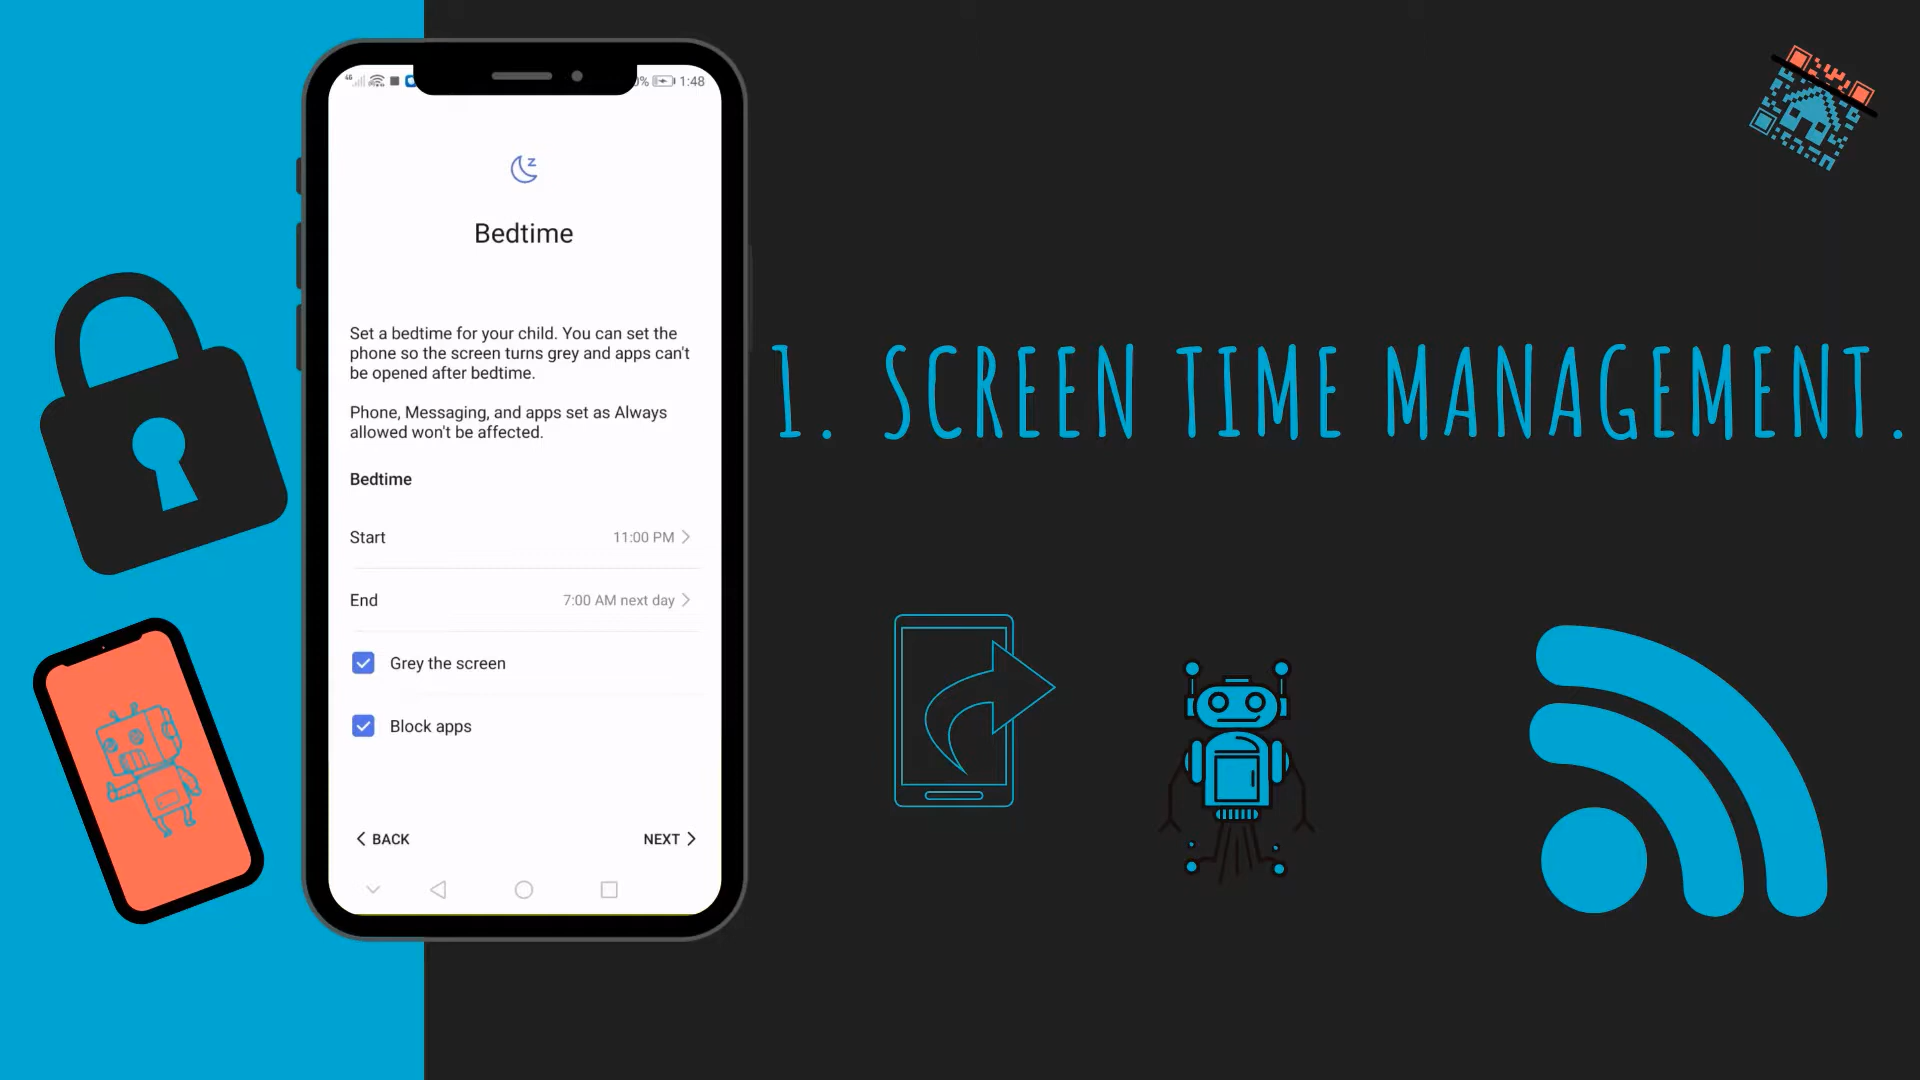 4G
% 1:48
z
Bedtime
Set a bedtime for your child. You can set the
phone so the screen turns grey and apps can't
be opened after bedtime.
Phone, Messaging, and apps set as Always
allowed won't be affected.
Bedtime
Start 11:00 PM
End 7:00 AM next day
Grey the screen
Block apps
BACK NEXT
1. SCREEN TIME MANAGEMENT.